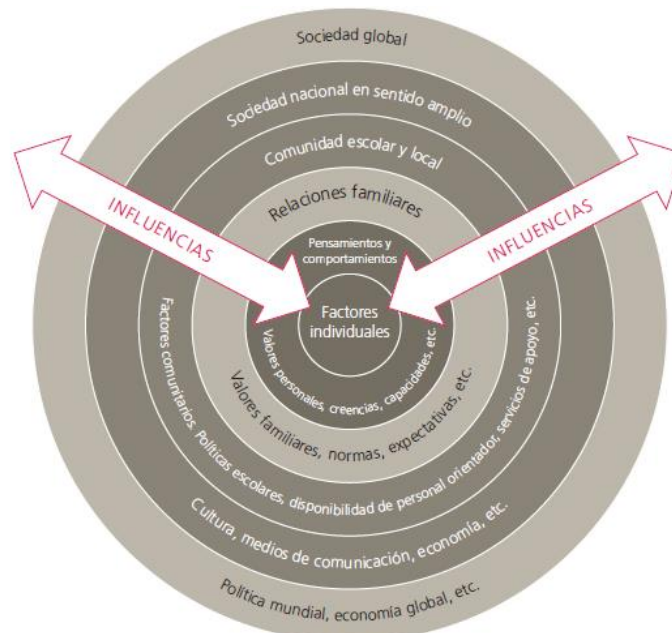 Sociedad global
Sociedad nacional en sentido amplio
Comunidad escolar y local
Relaciones familiares
INFLUENCIAS
INFLUENCIAS
Pensamientos y
comportamientos
Factores
individuales
Valores personales, creencias, capacidades, etc.
Valores familiares, normas, expectativas, etc.
Factores comunitarios. Políticas escolares, disponibilidad de personal orientador, servicios de apoyo, etc.
Cultura, medios de comunicación, economía, etc.
Política mundial, economía global, etc.